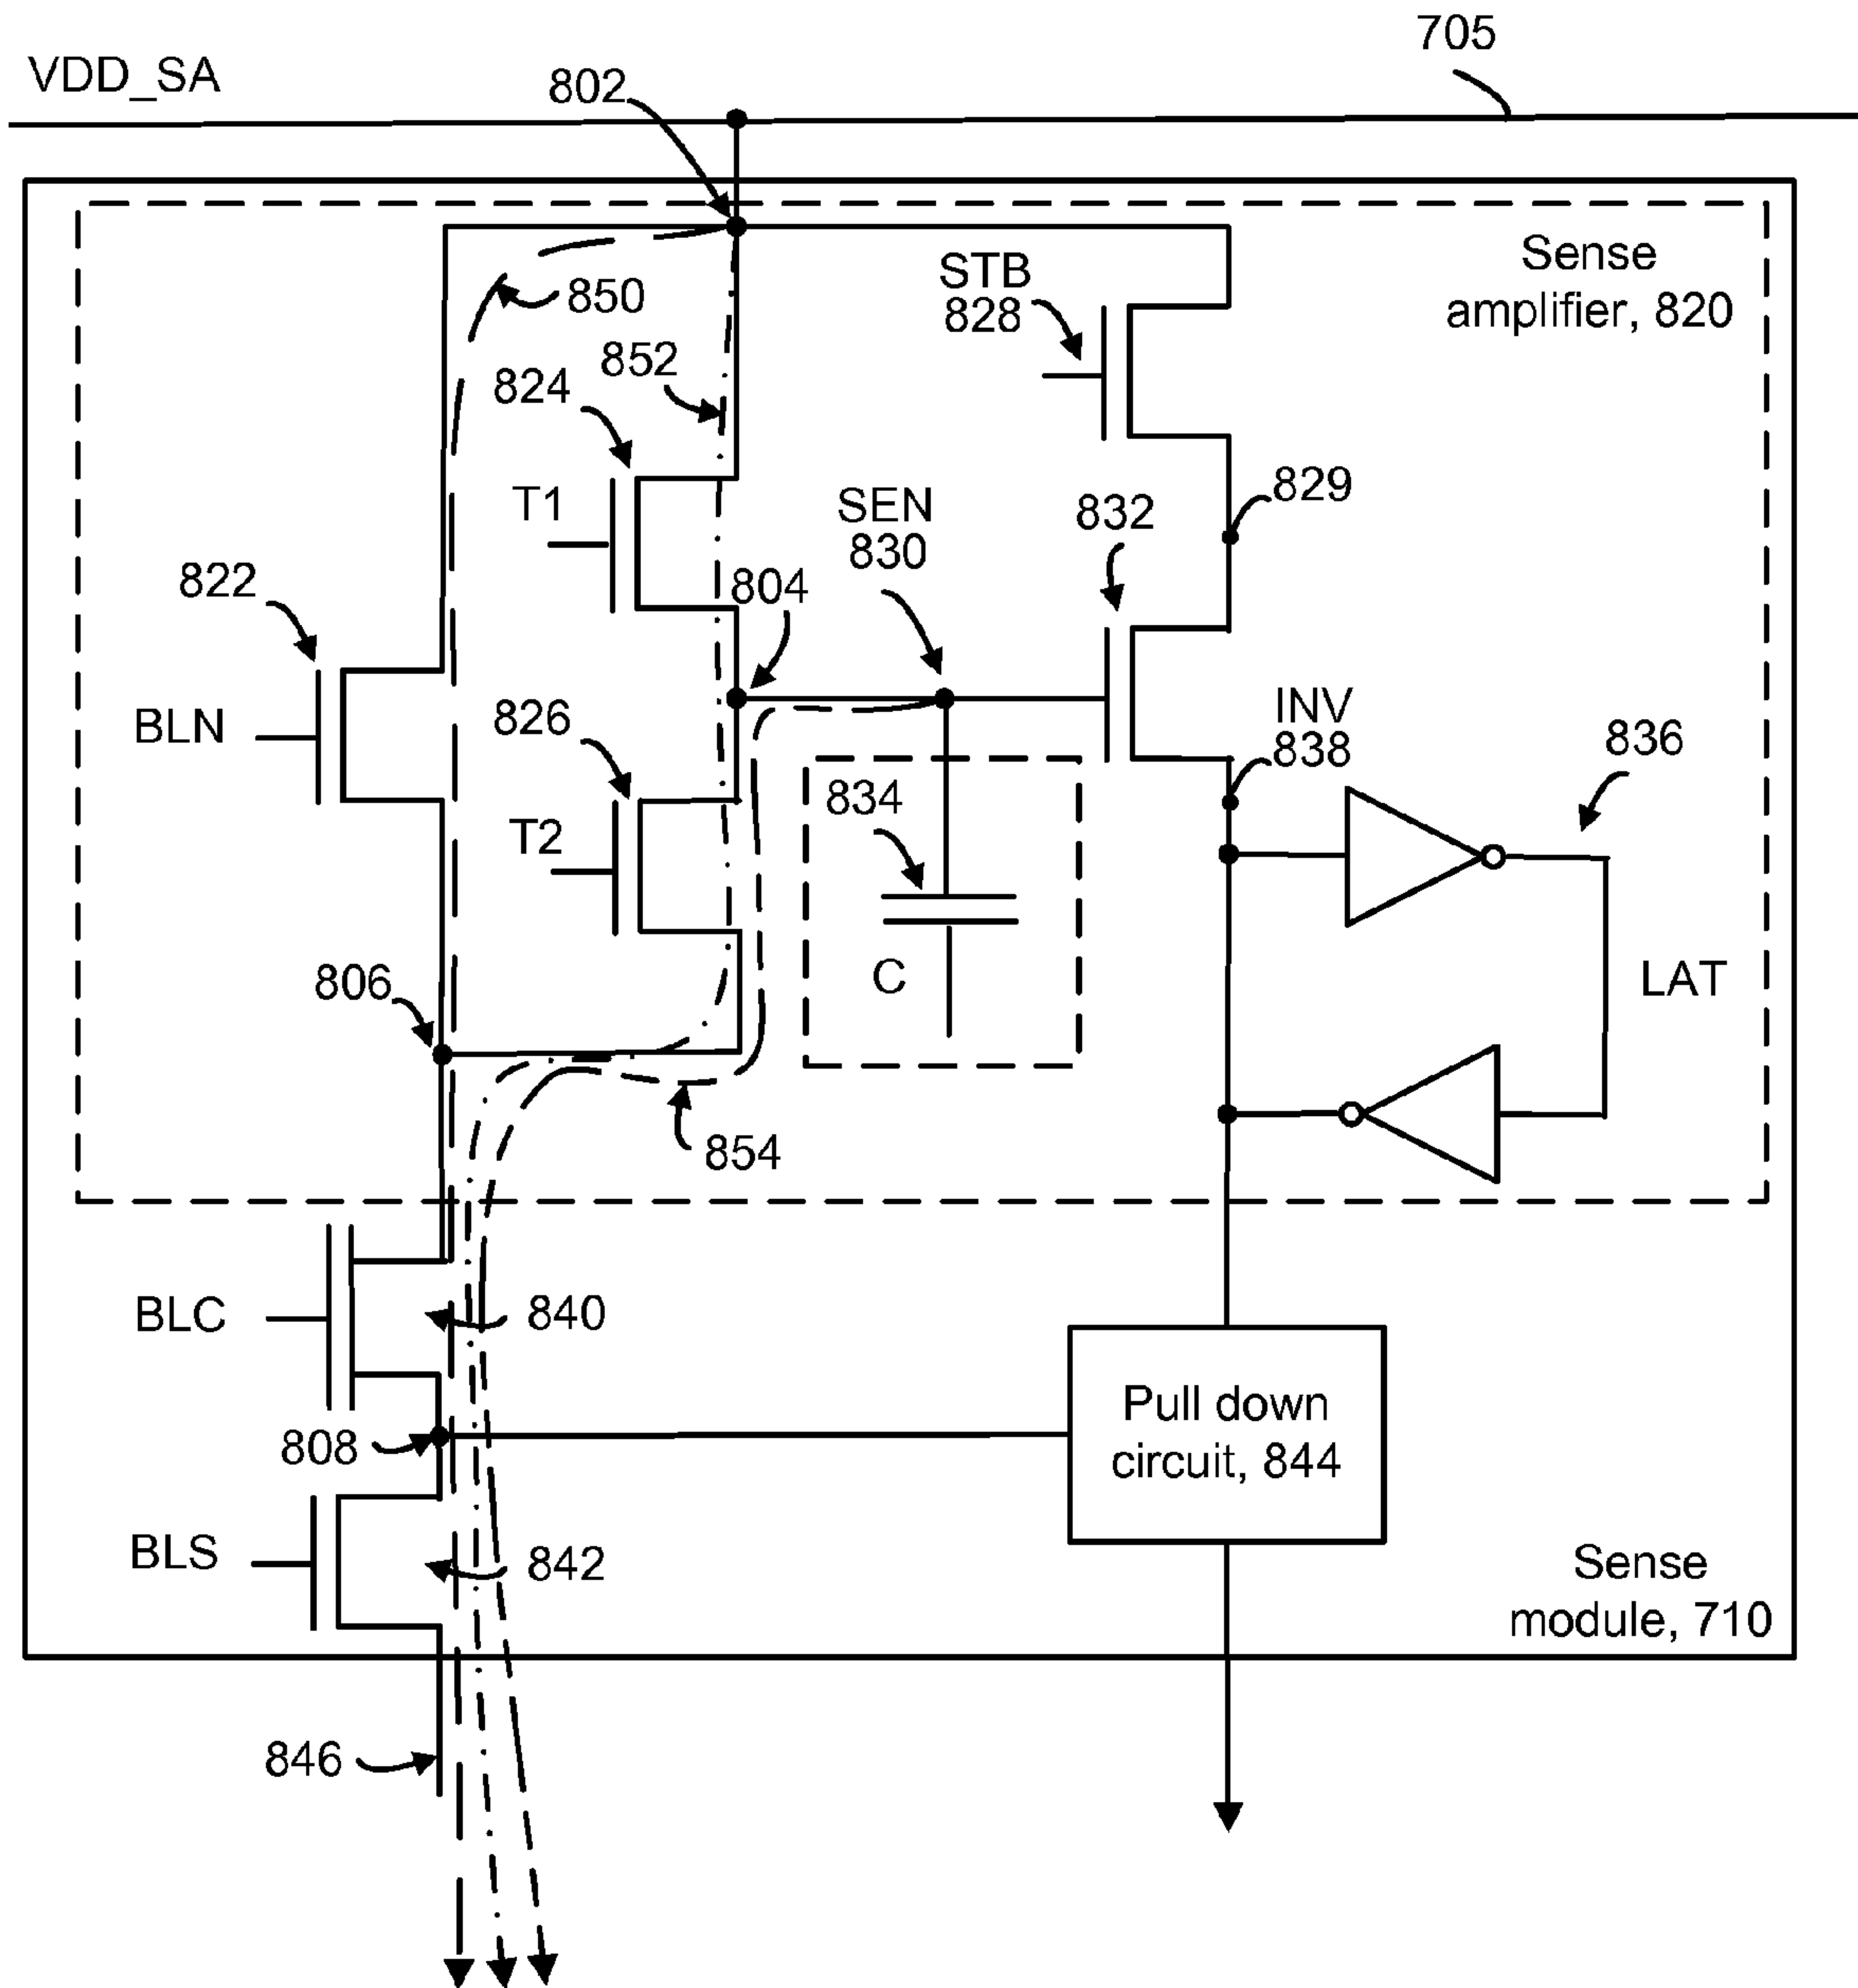 705
VDD_SA
802
Sense
amplifier, 820
STB
828
850
852
824
T1
SEN
830
832
829
822
804
BLN
826
INV
838
836
834
T2
C
LAT
806
854
BLC
840
Pull down
circuit, 844
808
BLS
842
Sense
module, 710
846